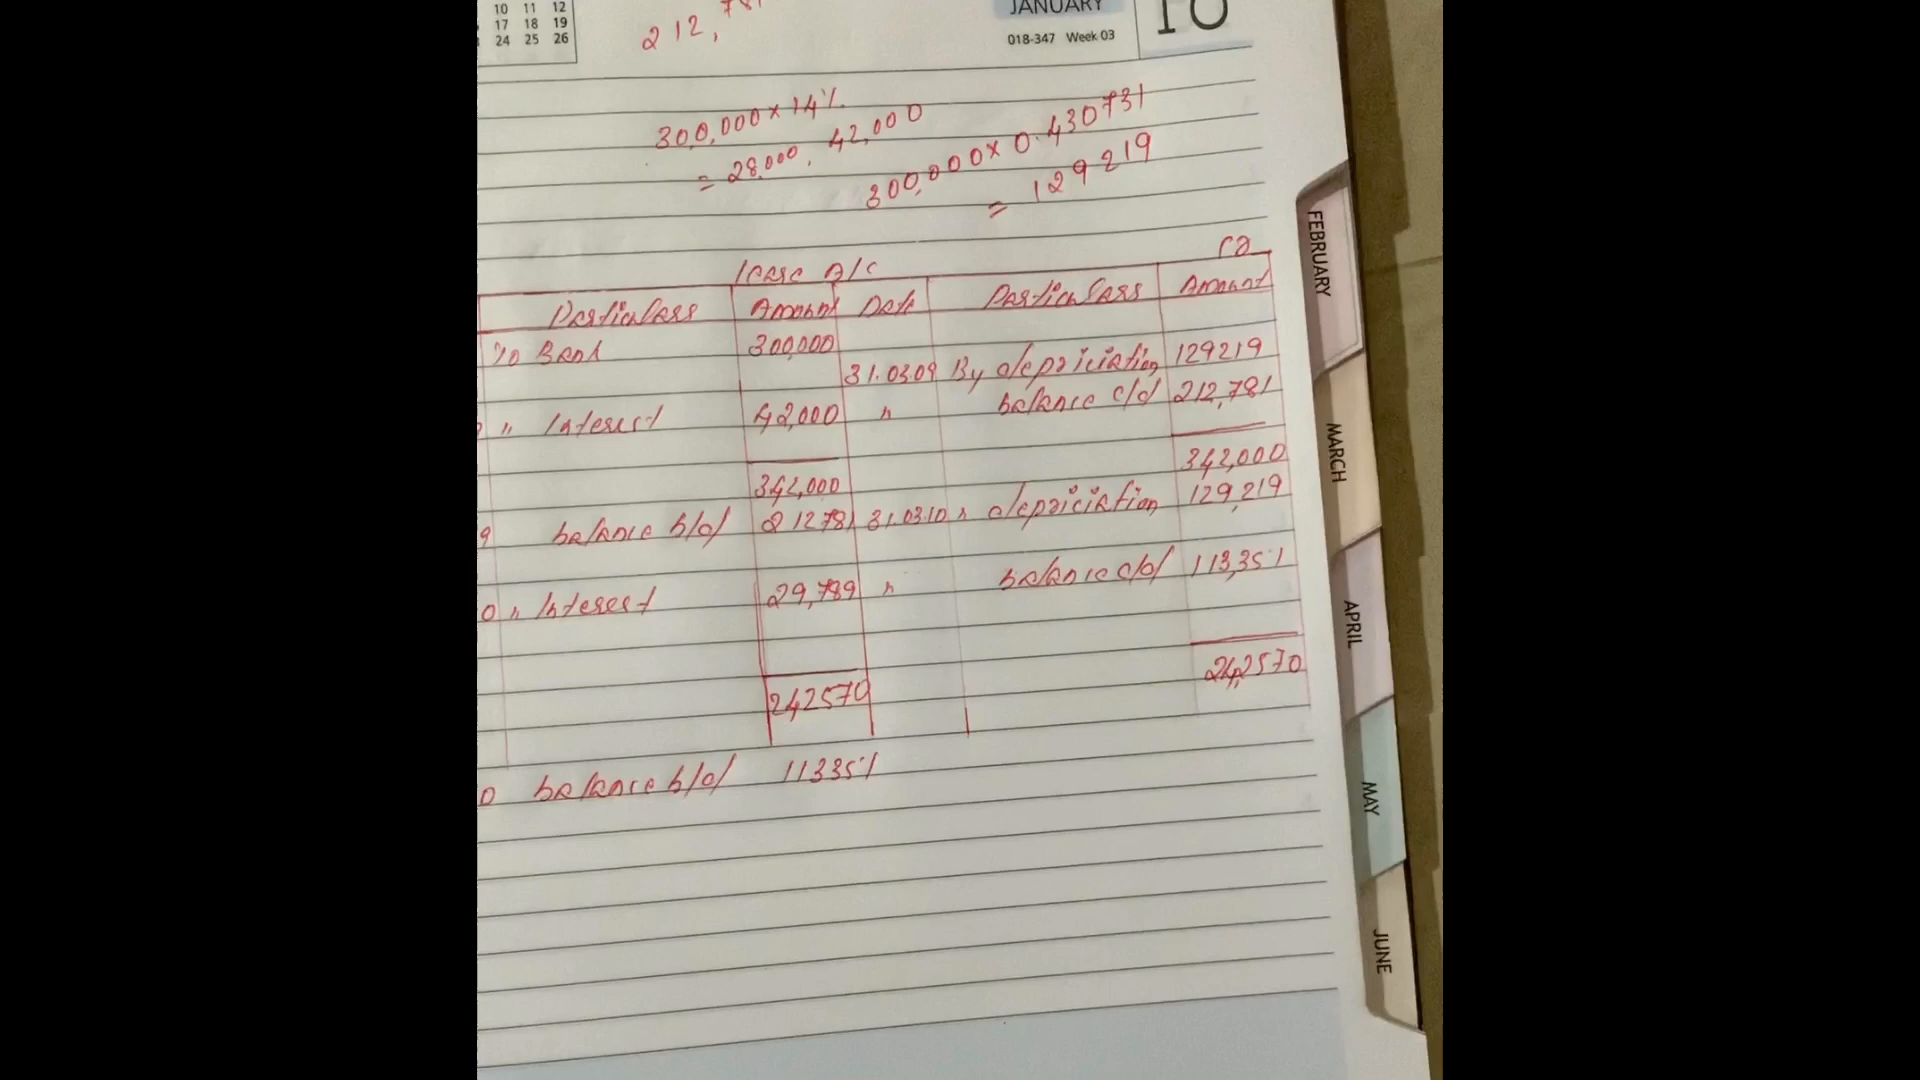 10 11 12
17 18 19
24 25 26
212,781
JANUARY
10
018-347 Week 03
300,000 × 14%
= 28,000, 42,000
300,000 × 0.430731
= 129219
lease A/C
Cr
Particulars Amount Date Particulars Amount
To Bank 300,000
31.03.09 By depriciation 129219
" Interest 42,000 " balance c/d 212,781
342,000 342,000
9 balance b/d 212781 31.03.10 " depriciation 129,219
0 " Interest 29,789 " balance c/d 113,351
242570 242570
0 balance b/d 113351
FEBRUARY
MARCH
APRIL
MAY
JUNE